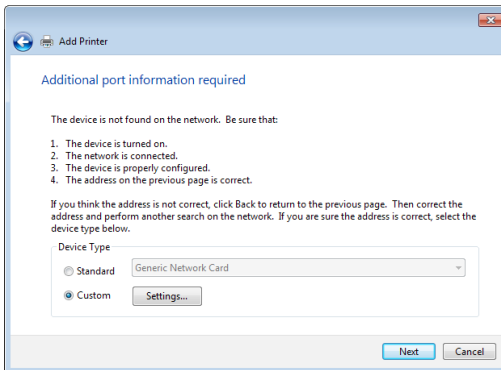 Add Printer
Additional port information required
The device is not found on the network.  Be sure that:
1.  The device is turned on.
2.  The network is connected.
3.  The device is properly configured.
4.  The address on the previous page is correct.
If you think the address is not correct, click Back to return to the previous page.  Then correct the
address and perform another search on the network.  If you are sure the address is correct, select the
device type below.
Device Type
Standard
Generic Network Card
Custom
Settings...
Next
Cancel